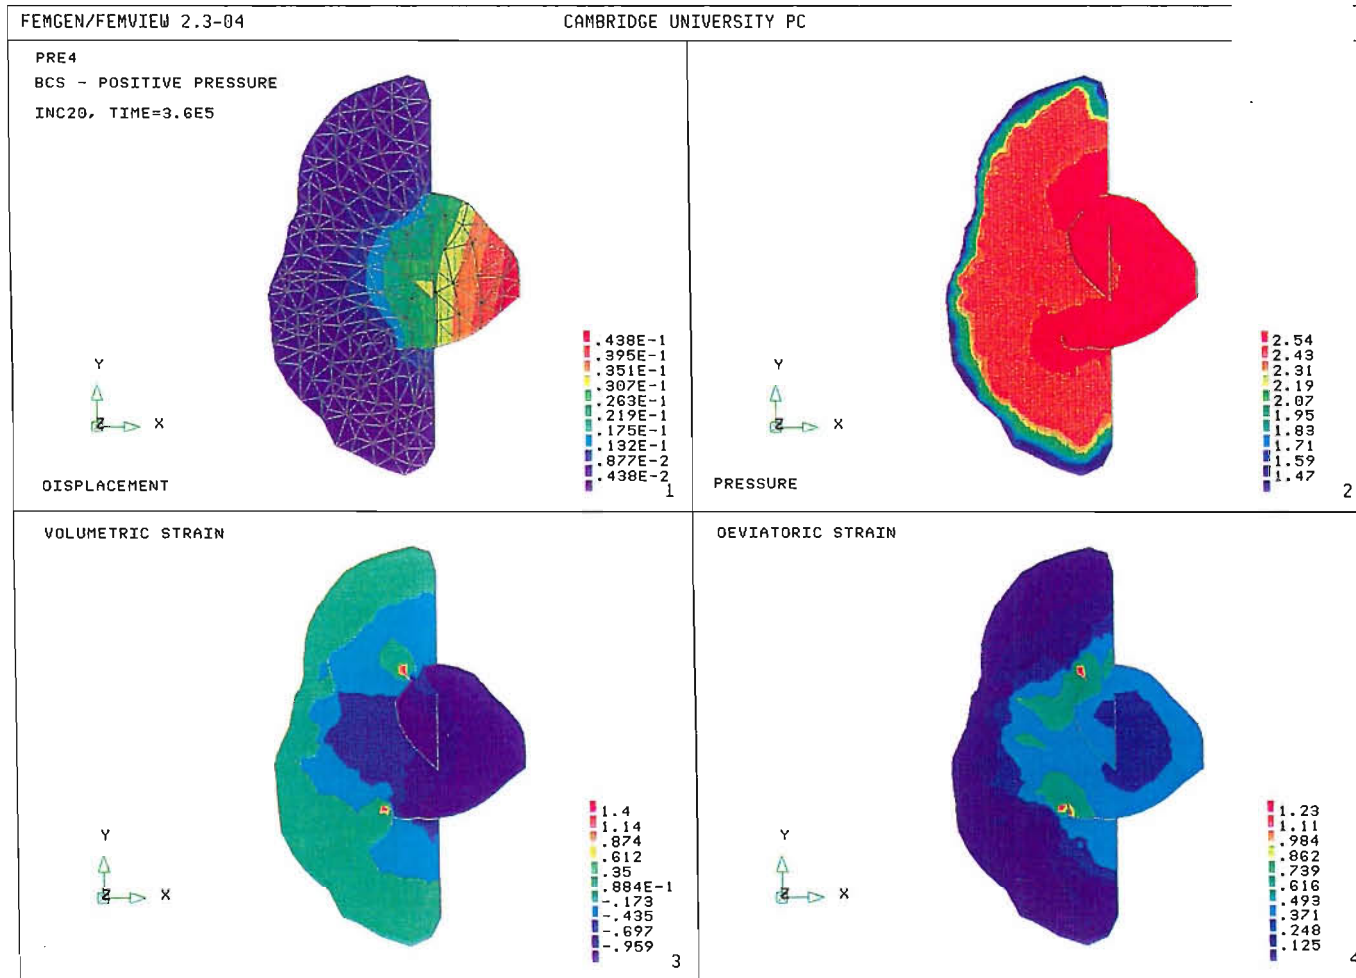 FEMGEN/FEMVIEW 2.3-04 CAMBRIDGE UNIVERSITY PC
PRE4
BCS - POSITIVE PRESSURE
INC20, TIME=3.6E5
Y
Z X
.438E-1
.395E-1
.351E-1
.307E-1
.263E-1
.219E-1
.175E-1
.132E-1
.877E-2
.438E-2
DISPLACEMENT
1
Y
Z X
2.54
2.43
2.31
2.19
2.07
1.95
1.83
1.71
1.59
1.47
PRESSURE
2
VOLUMETRIC STRAIN
Y
Z X
1.4
1.14
.874
.612
.35
.884E-1
-.173
-.435
-.697
-.959
3
DEVIATORIC STRAIN
Y
Z X
1.23
1.11
.984
.862
.739
.616
.493
.371
.248
.125
4